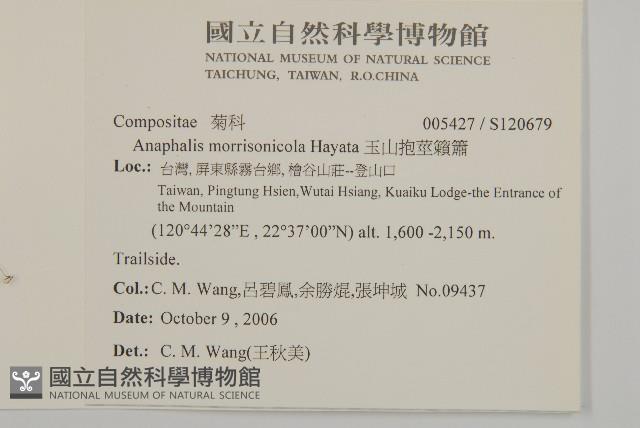 國立自然科學博物館
NATIONAL MUSEUM OF NATURAL SCIENCE
TAICHUNG, TAIWAN, R.O.CHINA
Compositae 菊科 005427 / S120679
Anaphalis morrisonicola Hayata 玉山抱莖籟簫
Loc.: 台灣, 屏東縣霧台鄉, 檜谷山莊--登山口
Taiwan, Pingtung Hsien,Wutai Hsiang, Kuaiku Lodge-the Entrance of
the Mountain
(120°44'28”E , 22°37'00”N) alt. 1,600 -2,150 m.
Trailside.
Col.: C. M. Wang,呂碧鳳,余勝焜,張坤城 No.09437
Date: October 9 , 2006
Det.: C. M. Wang(王秋美)
國立自然科學博物館
NATIONAL MUSEUM OF NATURAL SCIENCE